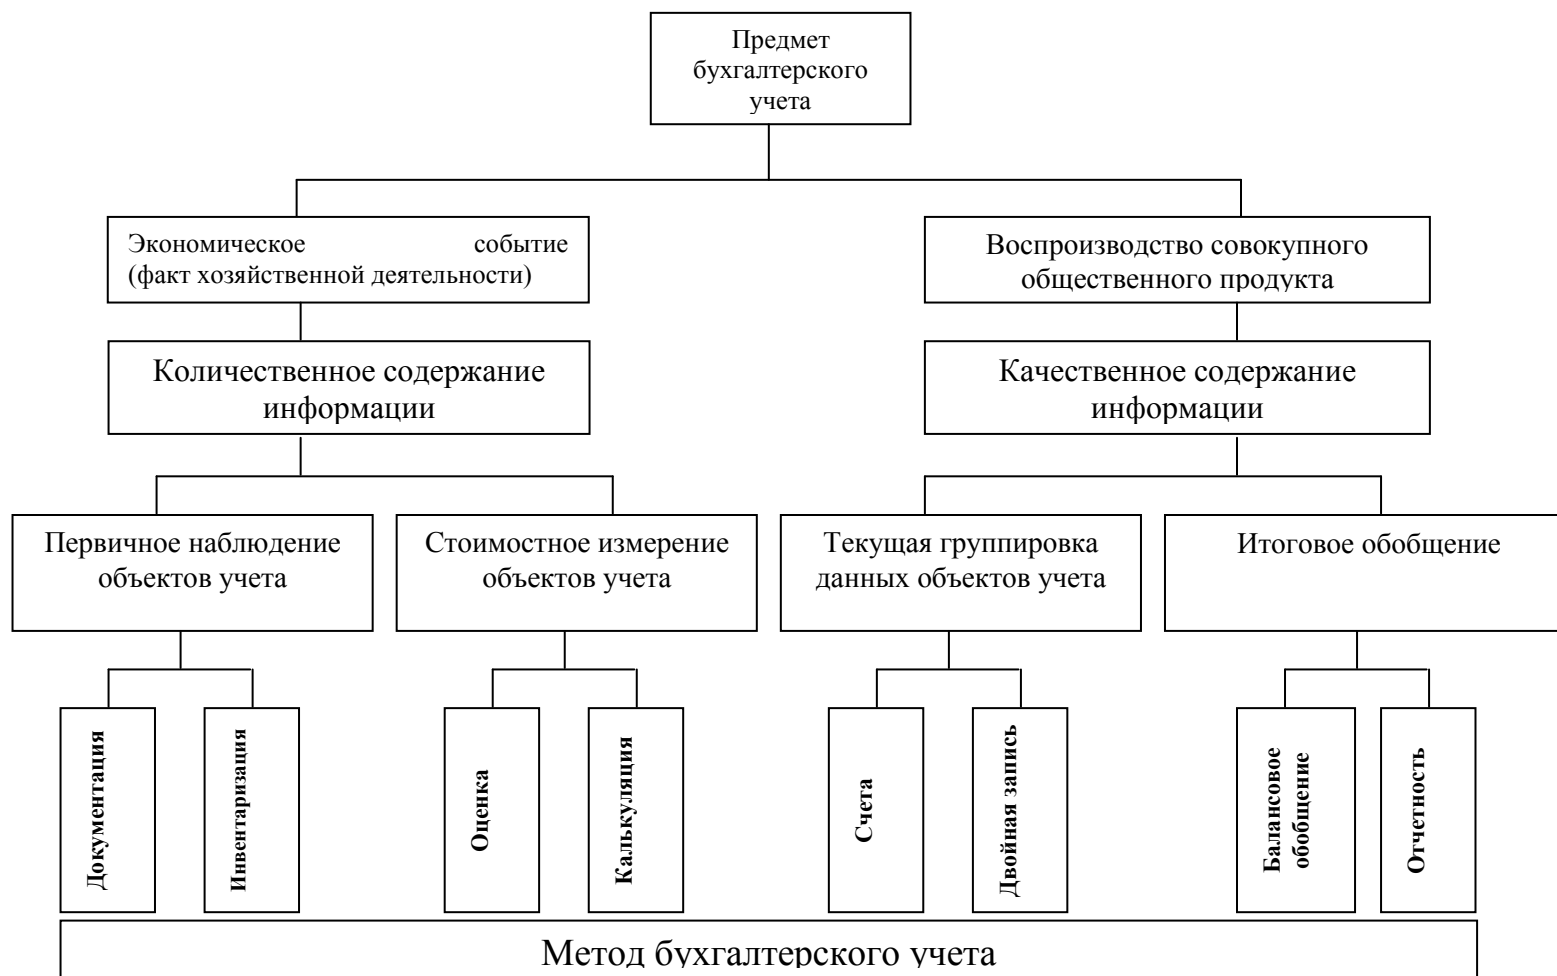 Предмет
бухгалтерского
учета
Экономическое событие
(факт хозяйственной деятельности)
Воспроизводство совокупного
общественного продукта
Количественное содержание
информации
Качественное содержание
информации
Первичное наблюдение
объектов учета
Стоимостное измерение
объектов учета
Текущая группировка
данных объектов учета
Итоговое обобщение
Документация
Инвентаризация
Оценка
Калькуляция
Счета
Двойная запись
Балансовое
обобщение
Отчетность
Метод бухгалтерского учета